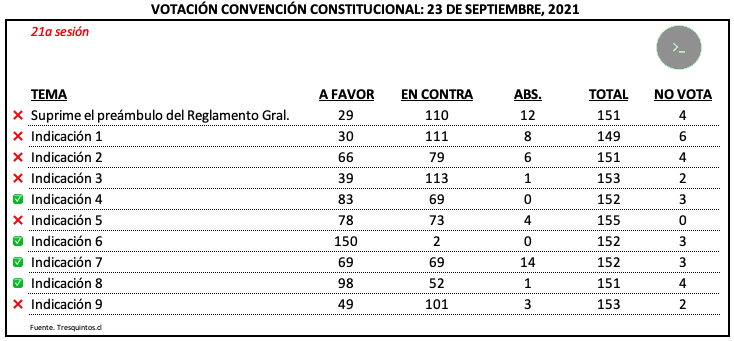 VOTACIÓN CONVENCIÓN CONSTITUCIONAL: 23 DE SEPTIEMBRE, 2021
21a sesión
>_
TEMA A FAVOR EN CONTRA ABS. TOTAL NO VOTA
❌ Suprime el preámbulo del Reglamento Gral. 29 110 12 151 4
❌ Indicación 1 30 111 8 149 6
❌ Indicación 2 66 79 6 151 4
❌ Indicación 3 39 113 1 153 2
✅ Indicación 4 83 69 0 152 3
❌ Indicación 5 78 73 4 155 0
✅ Indicación 6 150 2 0 152 3
✅ Indicación 7 69 69 14 152 3
✅ Indicación 8 98 52 1 151 4
❌ Indicación 9 49 101 3 153 2
Fuente. Tresquintos.cl